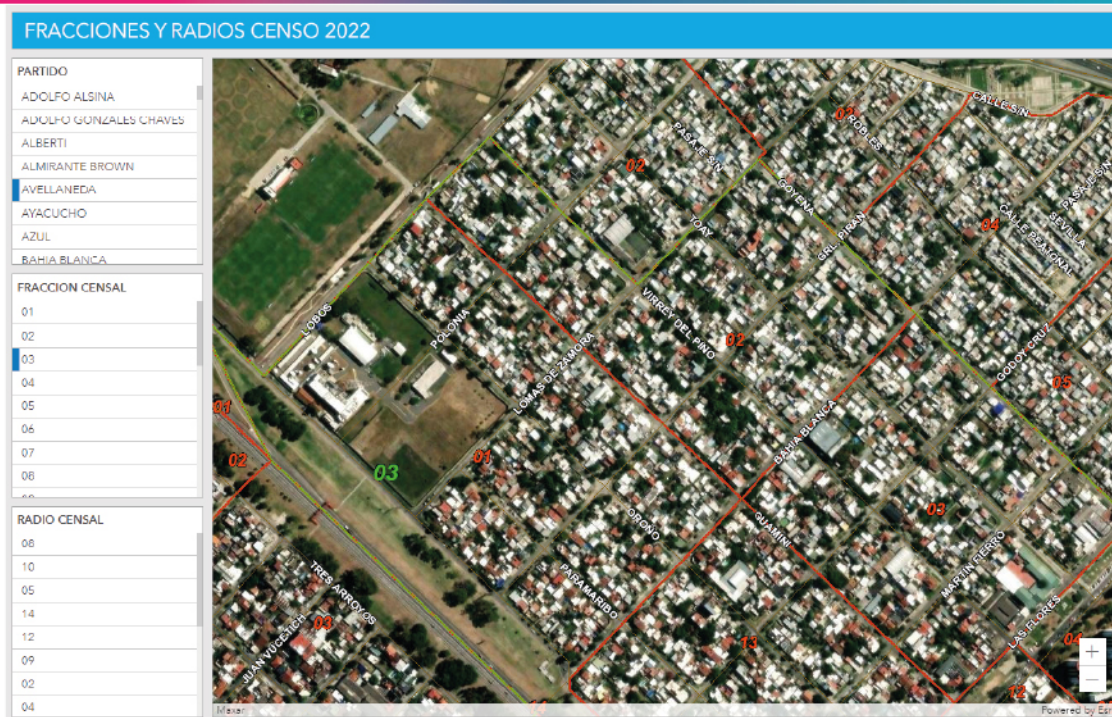 FRACCIONES Y RADIOS CENSO 2022
PARTIDO
ADOLFO ALSINA
ADOLFO GONZALES CHAVES
ALBERTI
ALMIRANTE BROWN
AVELLANEDA
AYACUCHO
AZUL
BAHIA BLANCA
FRACCION CENSAL
01
02
03
04
05
06
07
08
RADIO CENSAL
08
10
05
14
12
09
02
04
CALLE S/N
ROBLES
PASAJE S/N
02
GOYENA
PASAJE S/N
SEVILLA
CALLE PEATONAL
04
TOAY
GRL. PIRAN
LOBOS
POLONIA
VIRREY DEL PINO
02
LOMAS DE ZAMORA
GODOY CRUZ
05
01
BAHIA BLANCA
02
03
01
ORONO
GUAMINI
03
MARTIN FIERRO
TRES ARROYOS
PARAMARIBO
JUAN VUCETICH
03
13
LAS FLORES
04
12
+
−
Maxar
Powered by Esri